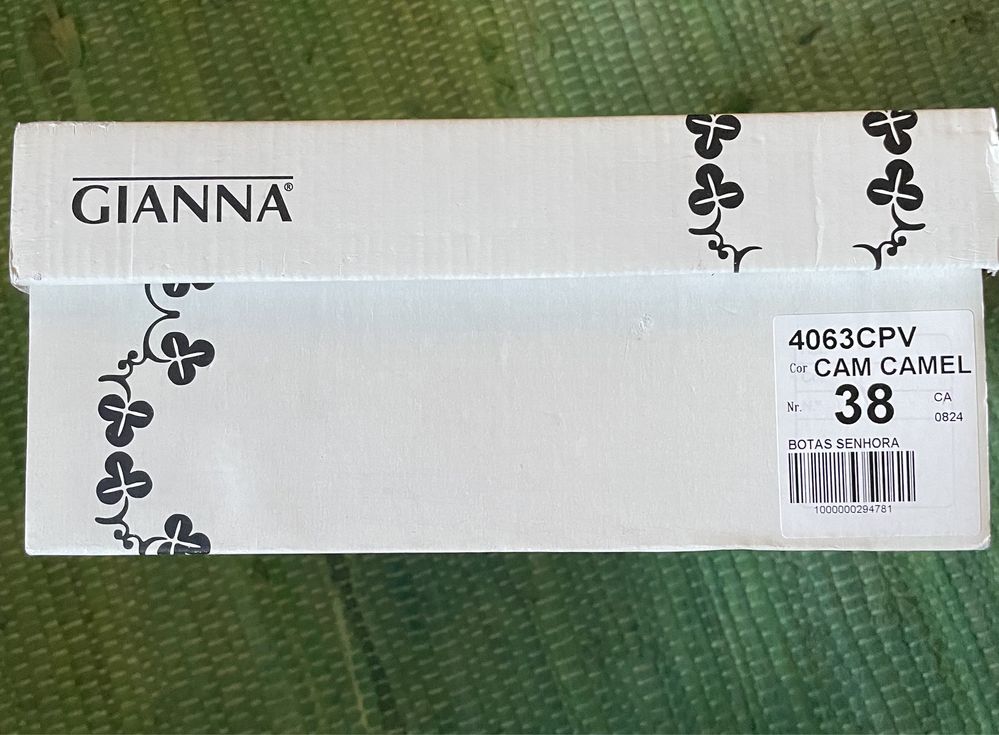 GIANNA®
4063CPV
Cor CAM CAMEL
Nr. 38 CA
0824
BOTAS SENHORA
1000000294781